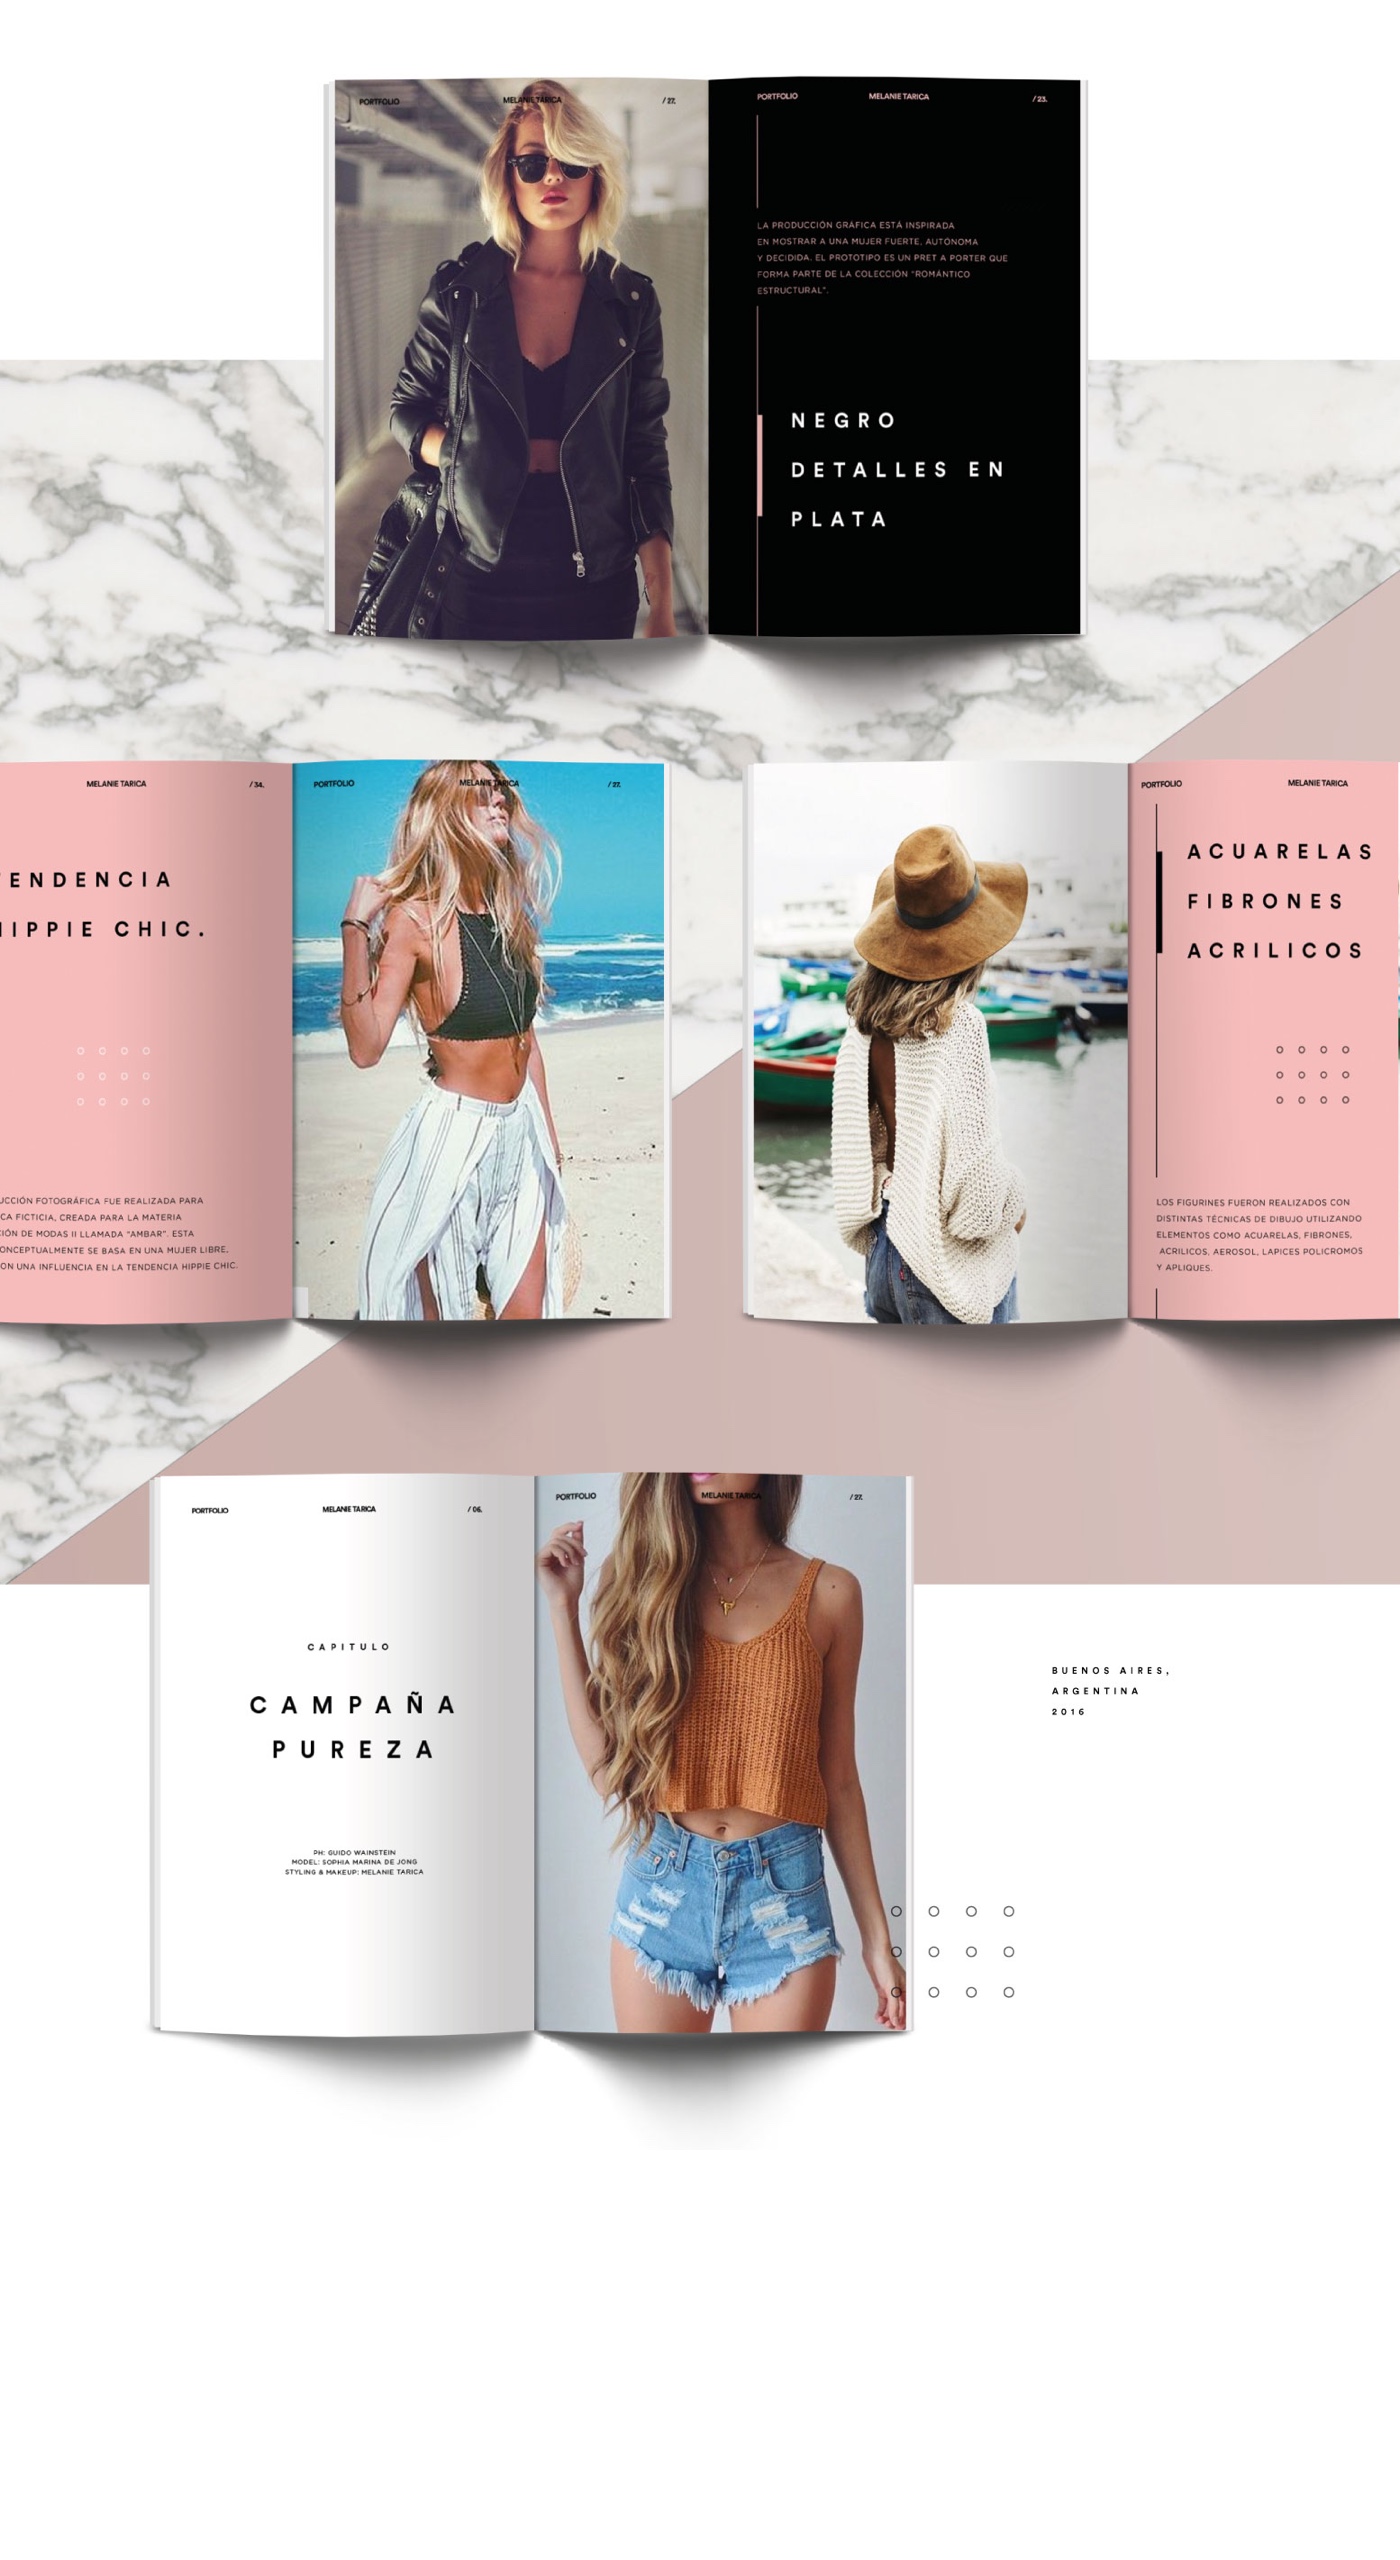 PORTFOLIO MELANIE TARICA / 27.
PORTFOLIO MELANIE TARICA / 23.
LA PRODUCCIÓN GRÁFICA ESTÁ INSPIRADA
EN MOSTRAR A UNA MUJER FUERTE, AUTÓNOMA
Y DECIDIDA. EL PROTOTIPO ES UN PRET A PORTER QUE
FORMA PARTE DE LA COLECCIÓN "ROMÁNTICO
ESTRUCTURAL".
NEGRO
DETALLES EN
PLATA
MELANIE TARICA / 34.
TENDENCIA
HIPPIE CHIC.
UCCIÓN FOTOGRÁFICA FUE REALIZADA PARA
CA FICTICIA, CREADA PARA LA MATERIA
CIÓN DE MODAS II LLAMADA "AMBAR". ESTA
ONCEPTUALMENTE SE BASA EN UNA MUJER LIBRE,
ON UNA INFLUENCIA EN LA TENDENCIA HIPPIE CHIC.
PORTFOLIO MELANIE TARICA / 27.
PORTFOLIO MELANIE TARICA
ACUARELAS
FIBRONES
ACRILICOS
LOS FIGURINES FUERON REALIZADOS CON
DISTINTAS TÉCNICAS DE DIBUJO UTILIZANDO
ELEMENTOS COMO ACUARELAS, FIBRONES,
ACRILICOS, AEROSOL, LAPICES POLICROMOS
Y APLIQUES.
PORTFOLIO MELANIE TARICA / 06.
CAPITULO
CAMPAÑA
PUREZA
PH: GUIDO WAINSTEIN
MODEL: SOPHIA MARINA DE JONG
STYLING & MAKEUP: MELANIE TARICA
PORTFOLIO MELANIE TARICA / 27.
BUENOS AIRES,
ARGENTINA
2016